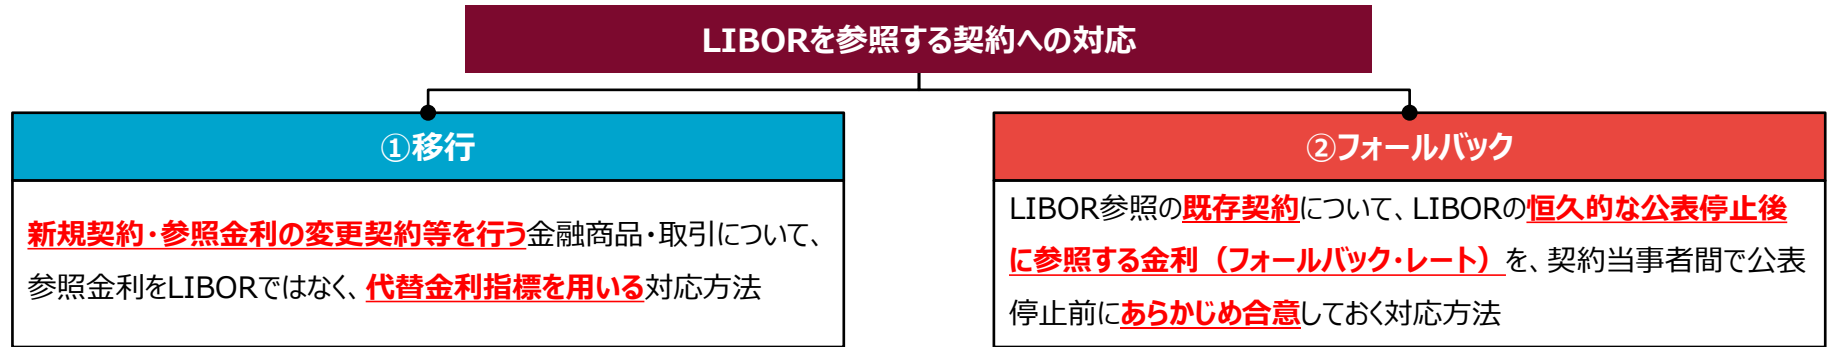 LIBORを参照する契約への対応
①移行
新規契約・参照金利の変更契約等を行う金融商品・取引について、
参照金利をLIBORではなく、代替金利指標を用いる対応方法
②フォールバック
LIBOR参照の既存契約について、LIBORの恒久的な公表停止後
に参照する金利（フォールバック・レート）を、契約当事者間で公表
停止前にあらかじめ合意しておく対応方法